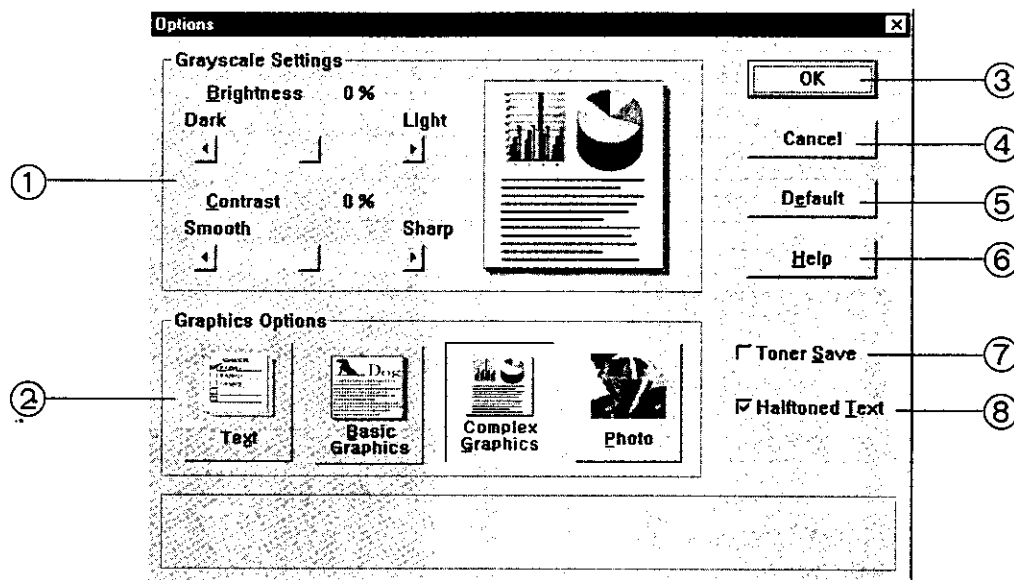 Options
Grayscale Settings
Brightness 0 %
Dark Light
Contrast 0 %
Smooth Sharp
OK
Cancel
Default
Help
①
③
④
⑤
⑥
Graphics Options
Text
Basic Graphics
Complex Graphics
Photo
Dog
②
Toner Save
⑦
Halftoned Text
⑧